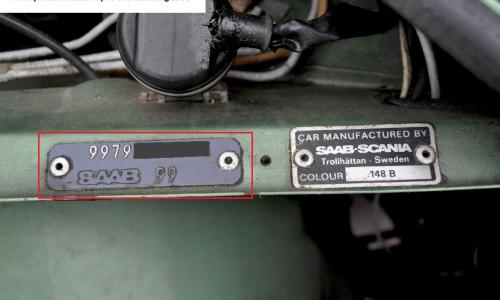 9979
SAAB 99
CAR MANUFACTURED BY
SAAB-SCANIA
Trollhättan · Sweden
COLOUR 148 B